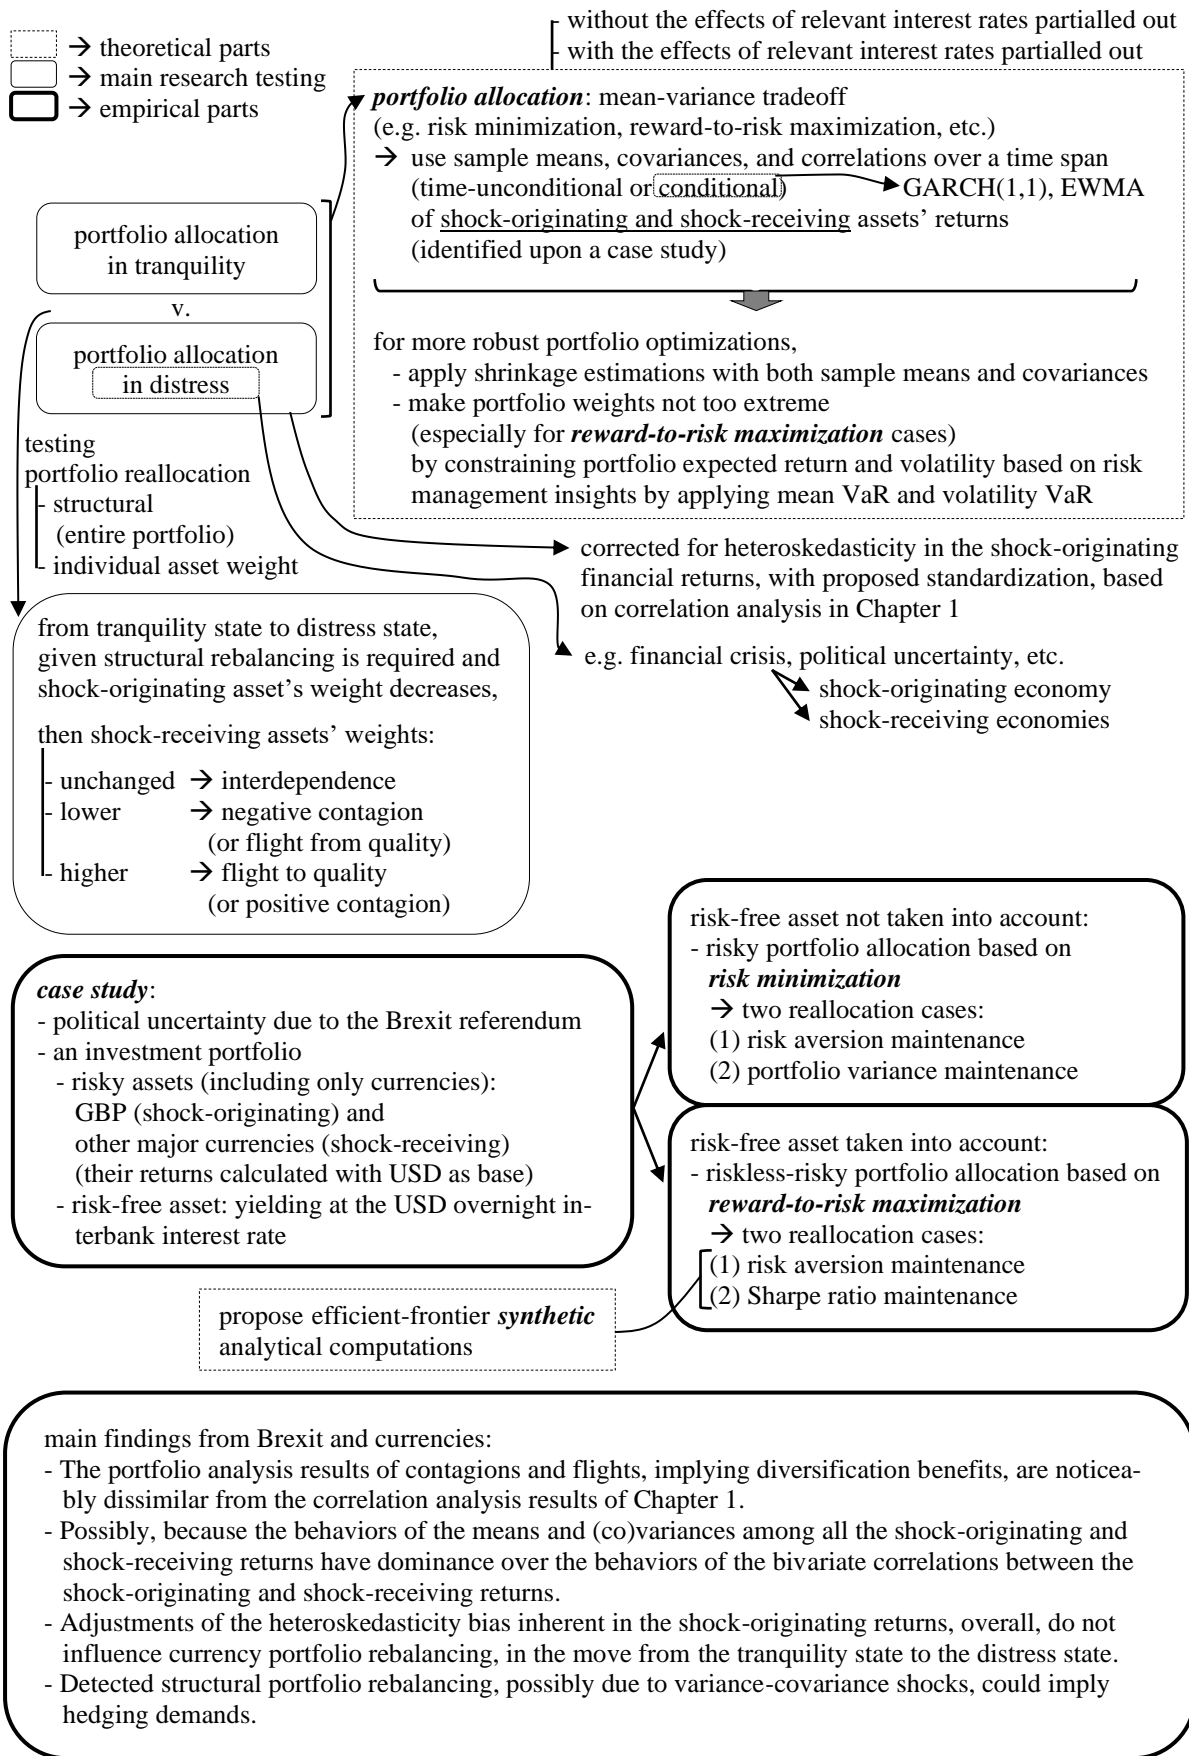 - without the effects of relevant interest rates partialled out
- with the effects of relevant interest rates partialled out
→ theoretical parts
→ main research testing
→ empirical parts
portfolio allocation: mean-variance tradeoff
(e.g. risk minimization, reward-to-risk maximization, etc.)
→ use sample means, covariances, and correlations over a time span
(time-unconditional or conditional) GARCH(1,1), EWMA
of shock-originating and shock-receiving assets’ returns
(identified upon a case study)
for more robust portfolio optimizations,
- apply shrinkage estimations with both sample means and covariances
- make portfolio weights not too extreme
(especially for reward-to-risk maximization cases)
by constraining portfolio expected return and volatility based on risk
management insights by applying mean VaR and volatility VaR
portfolio allocation
in tranquility
v.
portfolio allocation
in distress
testing
portfolio reallocation
- structural
(entire portfolio)
- individual asset weight
corrected for heteroskedasticity in the shock-originating
financial returns, with proposed standardization, based
on correlation analysis in Chapter 1
e.g. financial crisis, political uncertainty, etc.
shock-originating economy
shock-receiving economies
from tranquility state to distress state,
given structural rebalancing is required and
shock-originating asset’s weight decreases,
then shock-receiving assets’ weights:
- unchanged → interdependence
- lower → negative contagion
(or flight from quality)
- higher → flight to quality
(or positive contagion)
case study:
- political uncertainty due to the Brexit referendum
- an investment portfolio
- risky assets (including only currencies):
GBP (shock-originating) and
other major currencies (shock-receiving)
(their returns calculated with USD as base)
- risk-free asset: yielding at the USD overnight in-
terbank interest rate
risk-free asset not taken into account:
- risky portfolio allocation based on
risk minimization
→ two reallocation cases:
(1) risk aversion maintenance
(2) portfolio variance maintenance
risk-free asset taken into account:
- riskless-risky portfolio allocation based on
reward-to-risk maximization
→ two reallocation cases:
(1) risk aversion maintenance
(2) Sharpe ratio maintenance
propose efficient-frontier synthetic
analytical computations
main findings from Brexit and currencies:
- The portfolio analysis results of contagions and flights, implying diversification benefits, are noticea-
bly dissimilar from the correlation analysis results of Chapter 1.
- Possibly, because the behaviors of the means and (co)variances among all the shock-originating and
shock-receiving returns have dominance over the behaviors of the bivariate correlations between the
shock-originating and shock-receiving returns.
- Adjustments of the heteroskedasticity bias inherent in the shock-originating returns, overall, do not
influence currency portfolio rebalancing, in the move from the tranquility state to the distress state.
- Detected structural portfolio rebalancing, possibly due to variance-covariance shocks, could imply
hedging demands.